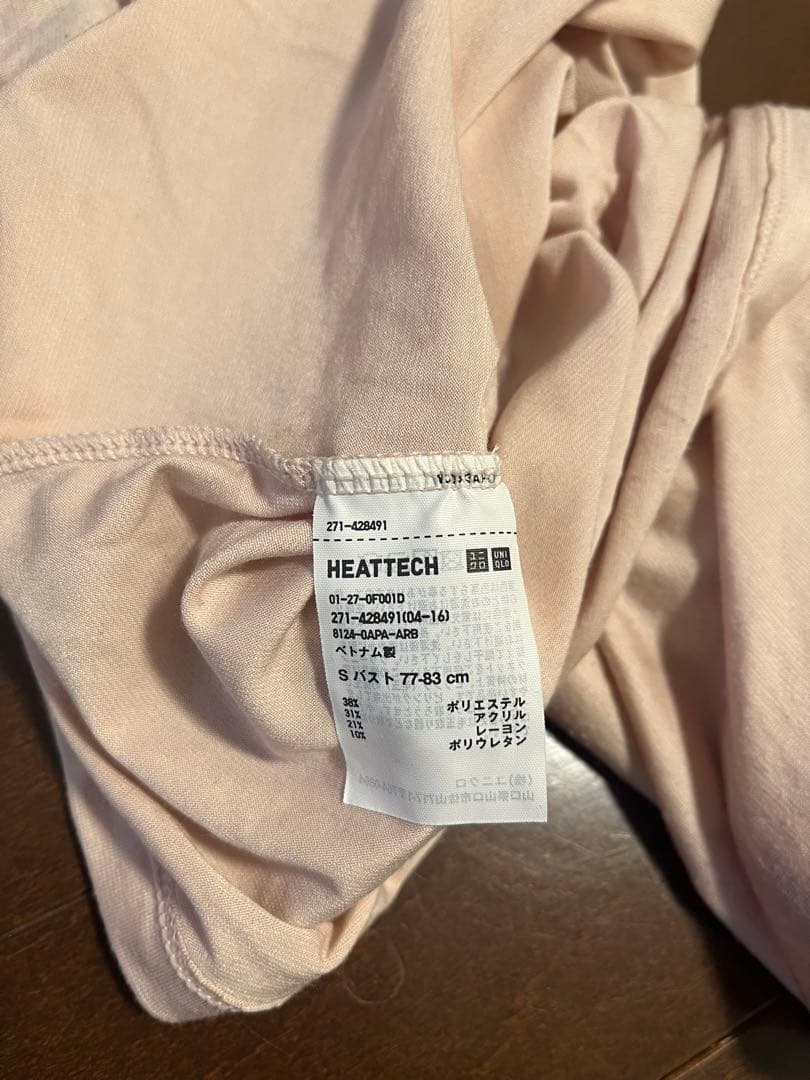 271-428491
HEATTECH ユニクロ UNIQLO
01-27-0F001D
271-428491(04-16)
8124-0APA-ARB
ベトナム製
S バスト 77-83 cm
38% ポリエステル
31% アクリル
21% レーヨン
10% ポリウレタン